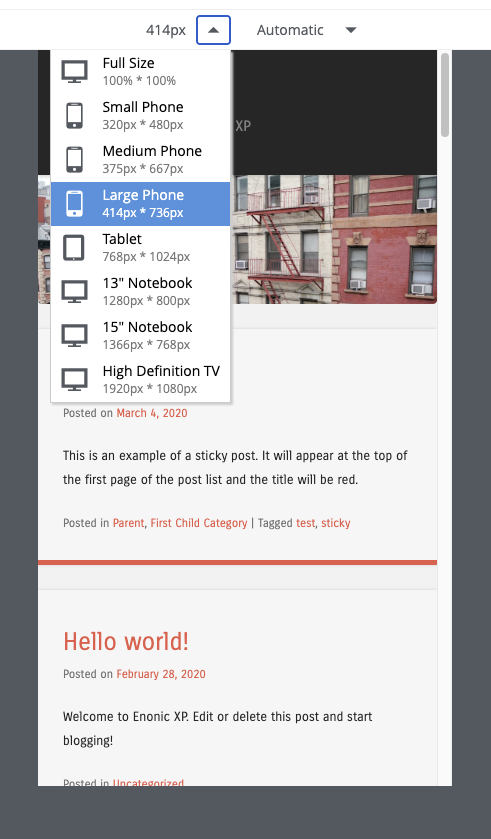 414px
Automatic
Full Size
100% * 100%
Small Phone
320px * 480px
Medium Phone
375px * 667px
Large Phone
414px * 736px
Tablet
768px * 1024px
13" Notebook
1280px * 800px
15" Notebook
1366px * 768px
High Definition TV
1920px * 1080px
XP
Posted on March 4, 2020
This is an example of a sticky post. It will appear at the top of
the first page of the post list and the title will be red.
Posted in Parent, First Child Category | Tagged test, sticky
Hello world!
Posted on February 28, 2020
Welcome to Enonic XP. Edit or delete this post and start
blogging!
Posted in Uncategorized